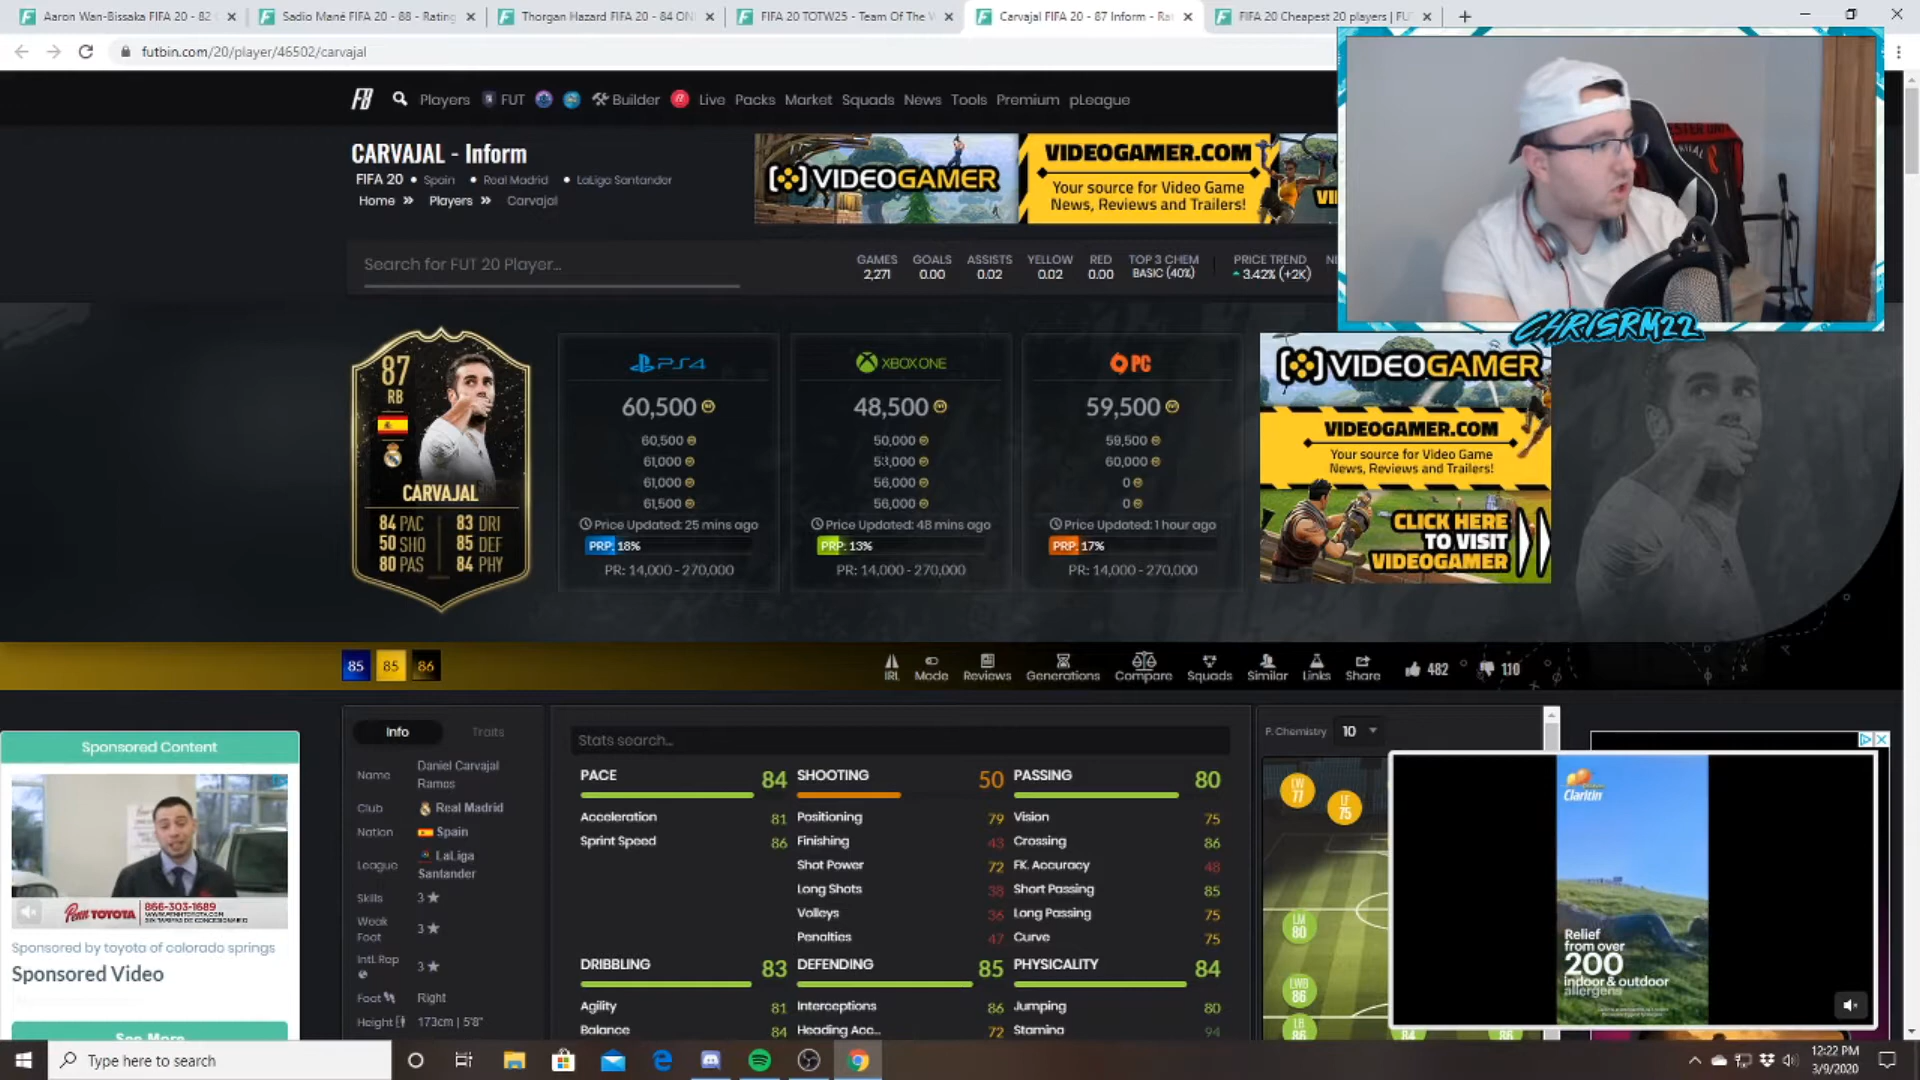 Aaron Wan-Bissaka FIFA 20 - 82
Sadio Mané FIFA 20 - 88 - Rating
Thorgan Hazard FIFA 20 - 84 ON
FIFA 20 TOTW25 - Team Of The W
Carvajal FIFA 20 - 87 Inform - Ra
FIFA 20 Cheapest 20 players | FU
futbin.com/20/player/46502/carvajal
FB Players FUT Builder Live Packs Market Squads News Tools Premium pLeague
CARVAJAL - Inform
FIFA 20 • Spain • Real Madrid • LaLiga Santander
Home » Players » Carvajal
VIDEOGAMER
VIDEOGAMER.COM
Your source for Video Game
News, Reviews and Trailers!
Search for FUT 20 Player...
GAMES GOALS ASSISTS YELLOW RED TOP 3 CHEM PRICE TREND
2,271 0.00 0.02 0.02 0.00 BASIC (40%) 3.42% (+2K)
CHRISRM22
87
RB
CARVAJAL
84 PAC 83 DRI
50 SHO 85 DEF
80 PAS 84 PHY
PS4
60,500
60,500
61,000
61,000
61,500
Price Updated: 25 mins ago
PRP: 18%
PR: 14,000 - 270,000
XBOX ONE
48,500
50,000
53,000
56,000
56,000
Price Updated: 48 mins ago
PRP: 13%
PR: 14,000 - 270,000
PC
59,500
59,500
60,000
0
0
Price Updated: 1 hour ago
PRP: 17%
PR: 14,000 - 270,000
VIDEOGAMER
VIDEOGAMER.COM
Your source for Video Game
News, Reviews and Trailers!
CLICK HERE
TO VISIT
VIDEOGAMER
85 85 86
IRL Mode Reviews Generations Compare Squads Similar Links Share 482 110
Sponsored Content
Penn TOYOTA 866-303-1689
Sponsored by toyota of colorado springs
Sponsored Video
See More
Info Traits
Name Daniel Carvajal Ramos
Club Real Madrid
Nation Spain
League LaLiga Santander
Skills 3★
Weak Foot 3★
Intl.Rep 3★
Foot Right
Height 173cm | 5'8"
Stats search...
PACE 84 SHOOTING 50 PASSING 80
Acceleration 81 Positioning 79 Vision 75
Sprint Speed 86 Finishing 43 Crossing 86
Shot Power 72 FK. Accuracy 48
Long Shots 38 Short Passing 85
Volleys 36 Long Passing 75
Penalties 47 Curve 75
DRIBBLING 83 DEFENDING 85 PHYSICALITY 84
Agility 81 Interceptions 86 Jumping 80
Balance 84 Heading Acc... 72 Stamina 94
P. Chemistry 10
LW
77
LF
75
LM
80
LWB
86
LB
86
Claritin
Relief
from over
200
indoor & outdoor
allergens
Type here to search
12:22 PM
3/9/2020